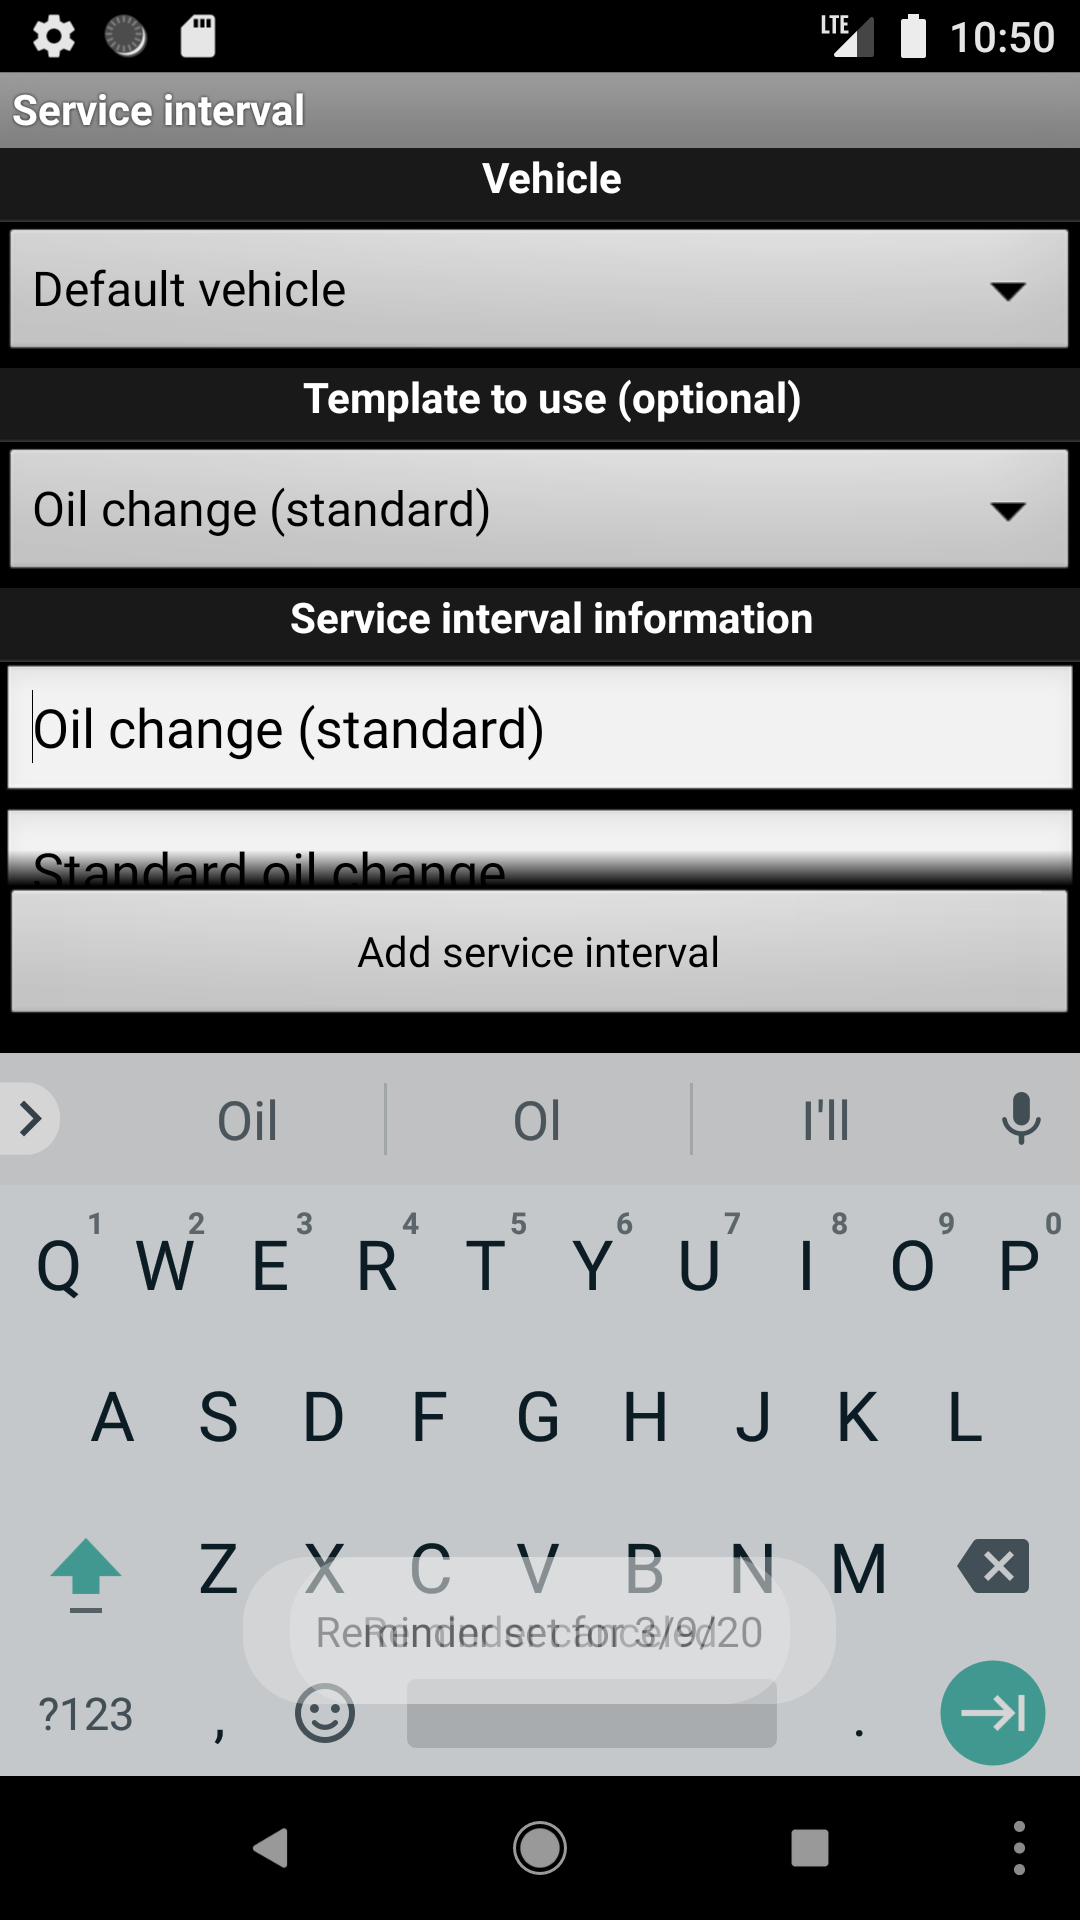 LTE 10:50
Service interval
Vehicle
Default vehicle
Template to use (optional)
Oil change (standard)
Service interval information
Oil change (standard)
Standard oil change
Add service interval
Oil Ol I'll
1 2 3 4 5 6 7 8 9 0
Q W E R T Y U I O P
A S D F G H J K L
Z X C V B N M
Reminder set for 3/9/20
?123 , .